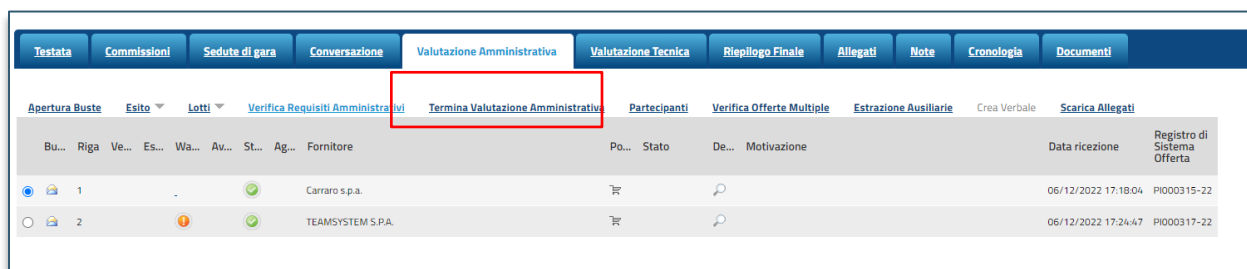 Testata Commissioni Sedute di gara Conversazione Valutazione Amministrativa Valutazione Tecnica Riepilogo Finale Allegati Note Cronologia Documenti
Apertura Buste Esito Lotti Verifica Requisiti Amministrativi Termina Valutazione Amministrativa Partecipanti Verifica Offerte Multiple Estrazione Ausiliarie Crea Verbale Scarica Allegati
Bu... Riga Ve... Es... Wa... Av... St... Ag... Fornitore Po... Stato De... Motivazione Data ricezione Registro di
Sistema
Offerta
1 Carraro s.p.a. 06/12/2022 17:18:04 PI000315-22
2 TEAMSYSTEM S.P.A. 06/12/2022 17:24:47 PI000317-22